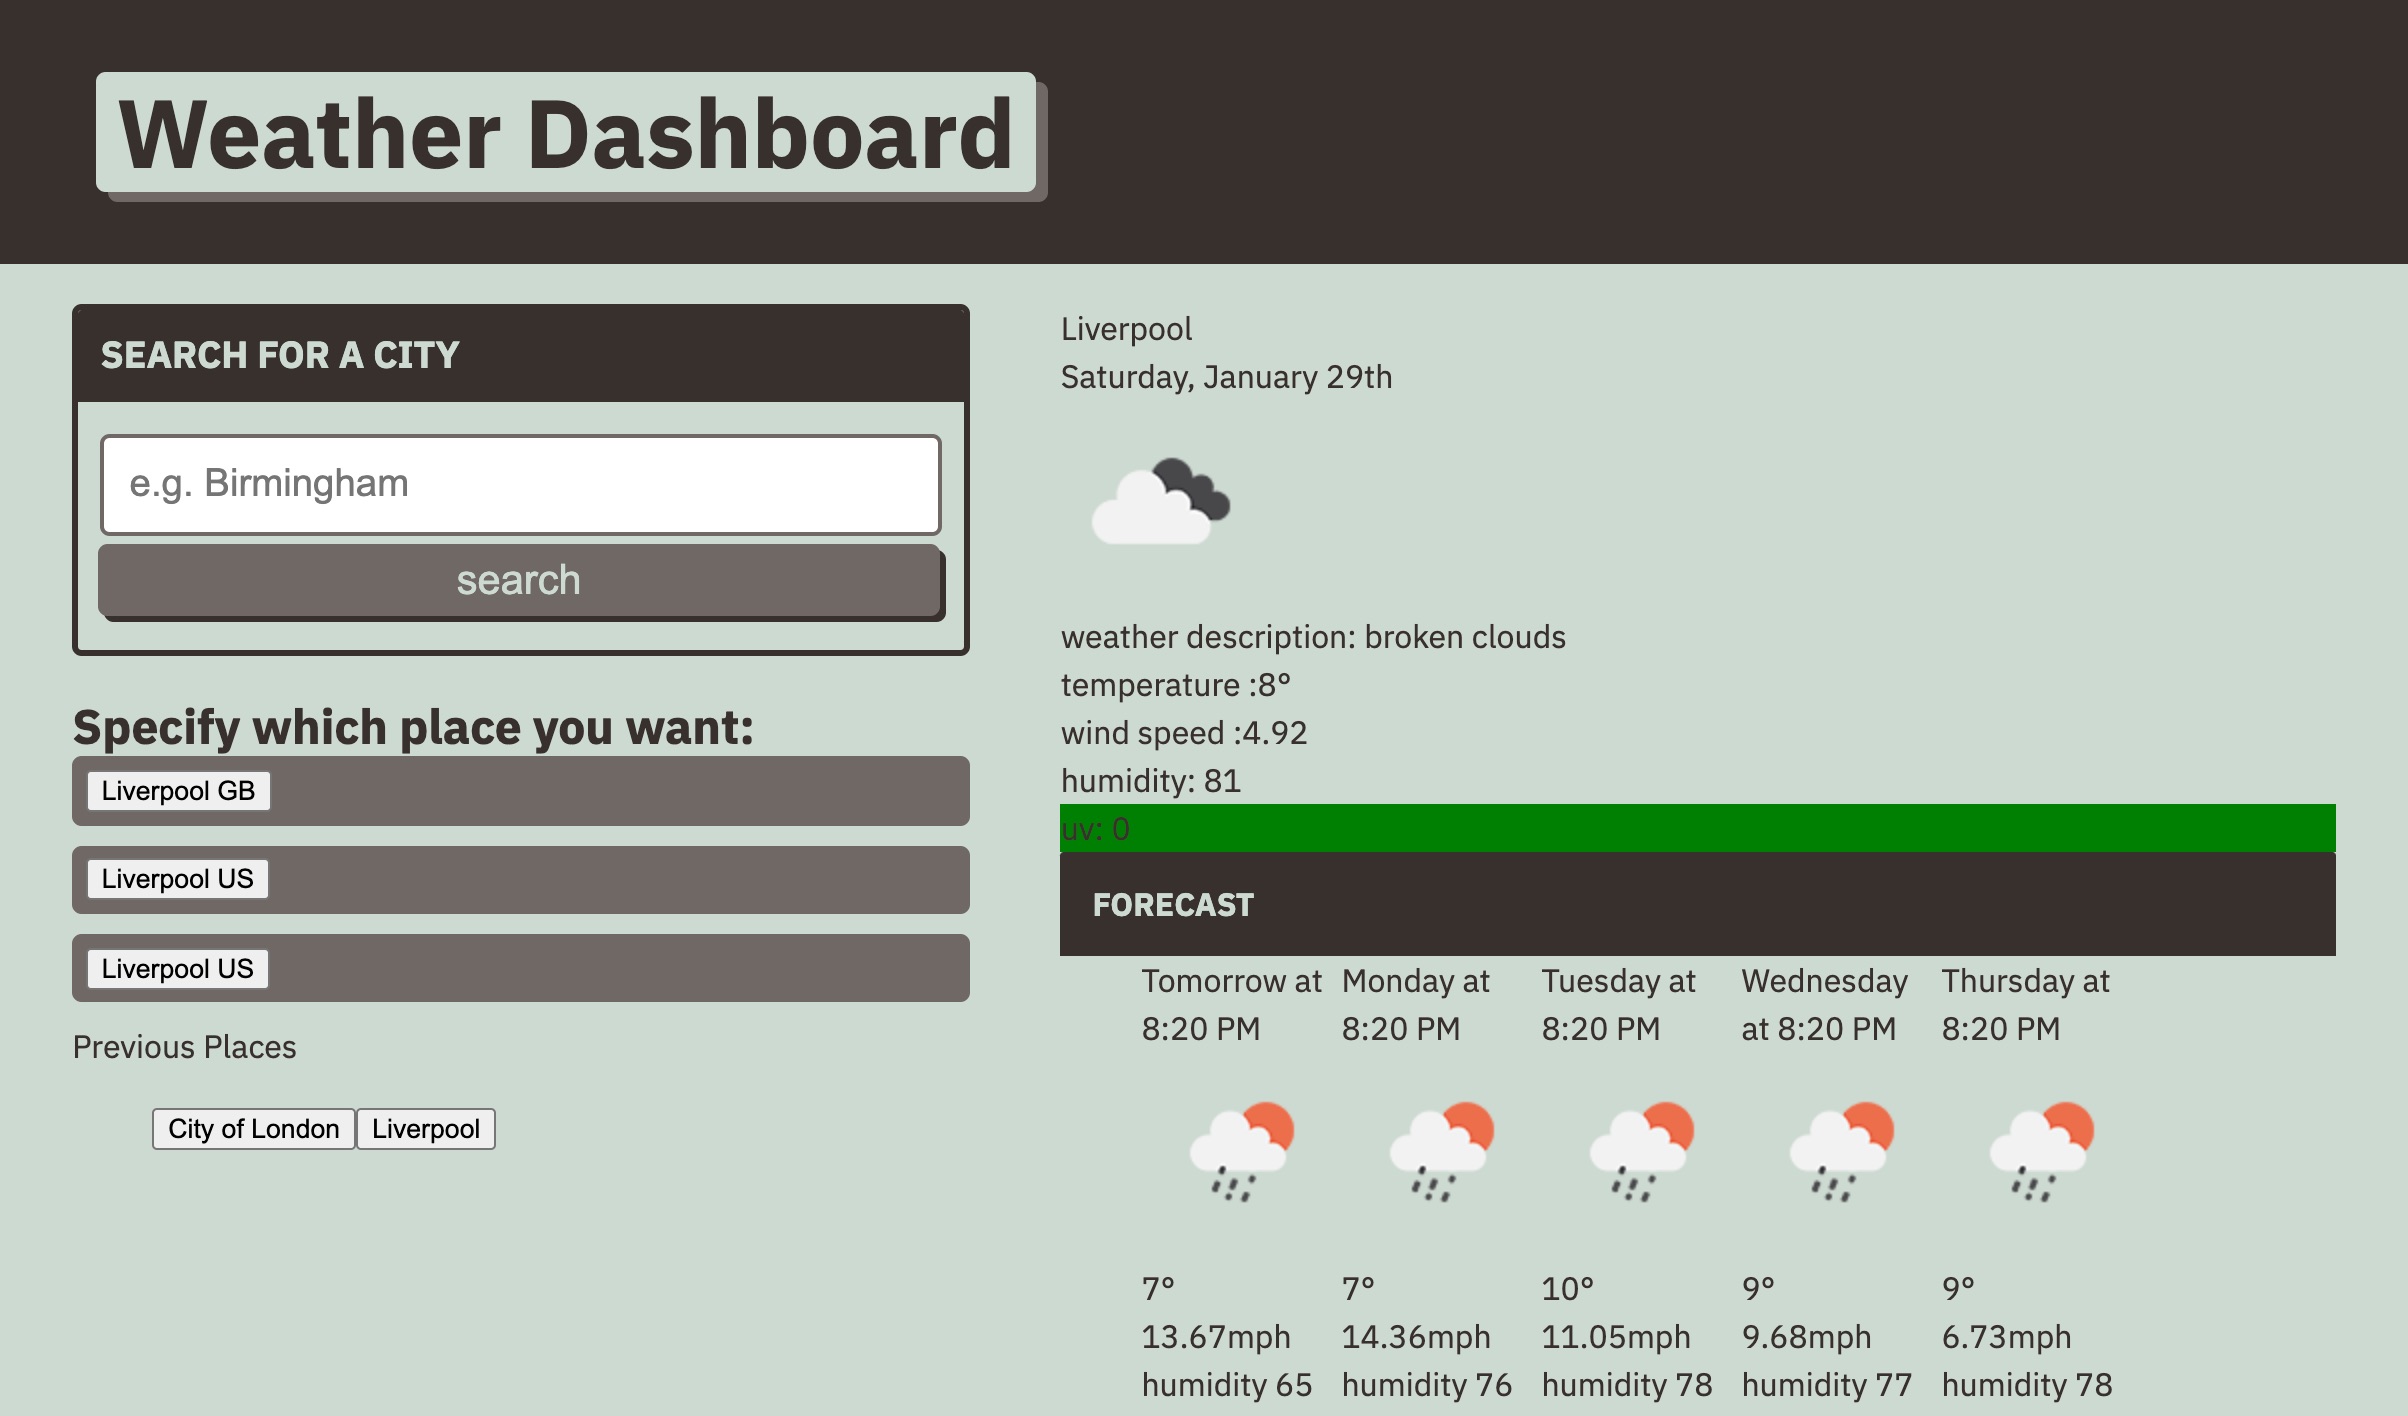 Weather Dashboard
SEARCH FOR A CITY
e.g. Birmingham
search
Specify which place you want:
Liverpool GB
Liverpool US
Liverpool US
Previous Places
City of London Liverpool
Liverpool
Saturday, January 29th
weather description: broken clouds
temperature :8°
wind speed :4.92
humidity: 81
uv: 0
FORECAST
Tomorrow at
8:20 PM
7°
13.67mph
humidity 65
Monday at
8:20 PM
7°
14.36mph
humidity 76
Tuesday at
8:20 PM
10°
11.05mph
humidity 78
Wednesday
at 8:20 PM
9°
9.68mph
humidity 77
Thursday at
8:20 PM
9°
6.73mph
humidity 78